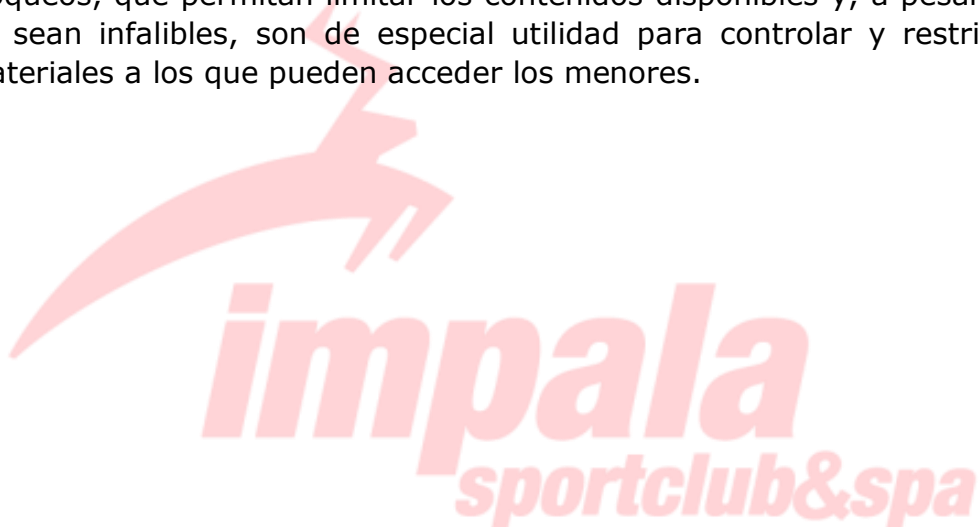 oqueos, que permitan limitar los contenidos disponibles y, a pesar
sean infalibles, son de especial utilidad para controlar y restri
ateriales a los que pueden acceder los menores.
impala
sportclub&spa